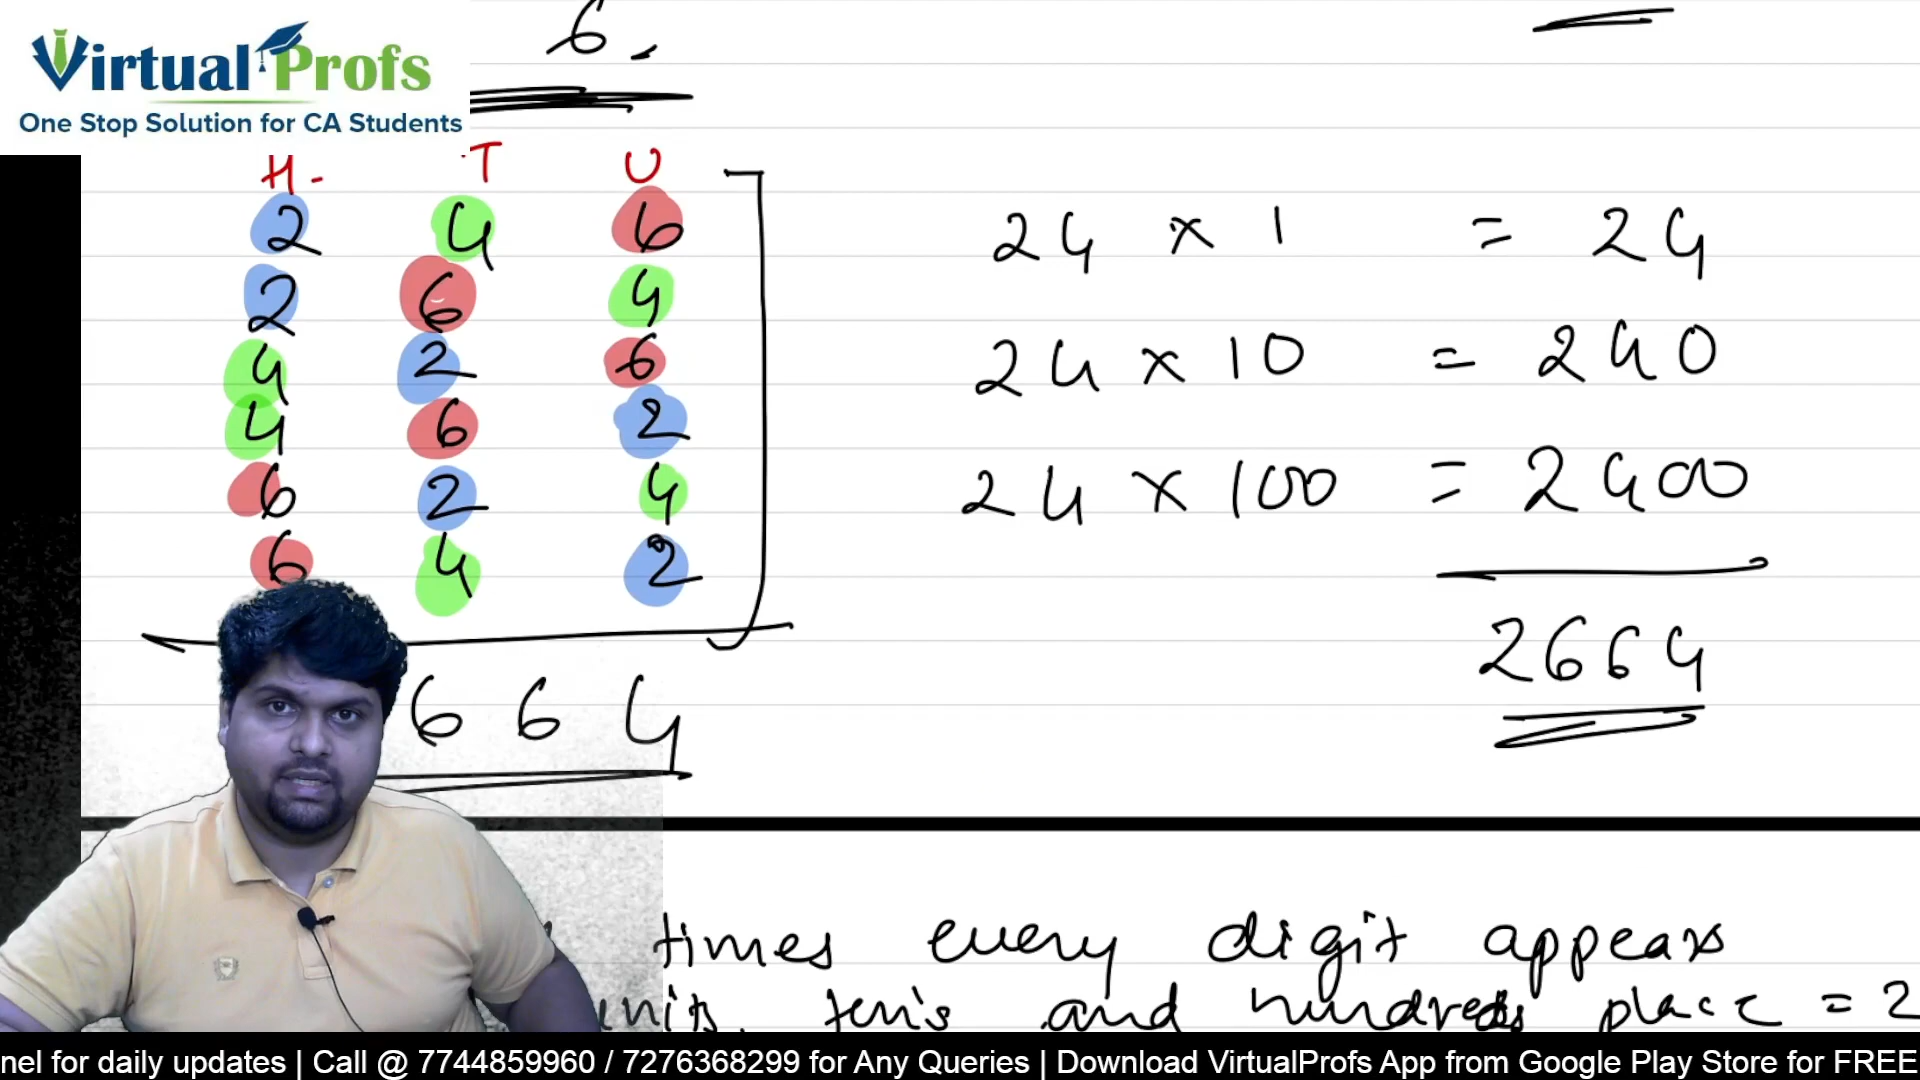 Virtual Profs
One Stop Solution for CA Students
6.
H. T U
2 4 6
2 6 4
4 2 6
4 6 2
6 2 4
6 4 2
6 6 4
24 × 1 = 24
24 × 10 = 240
24 × 100 = 2400
2664
times every digit appears
units, ten's and hundreds place = 2
nel for daily updates | Call @ 7744859960 / 7276368299 for Any Queries | Download VirtualProfs App from Google Play Store for FREE